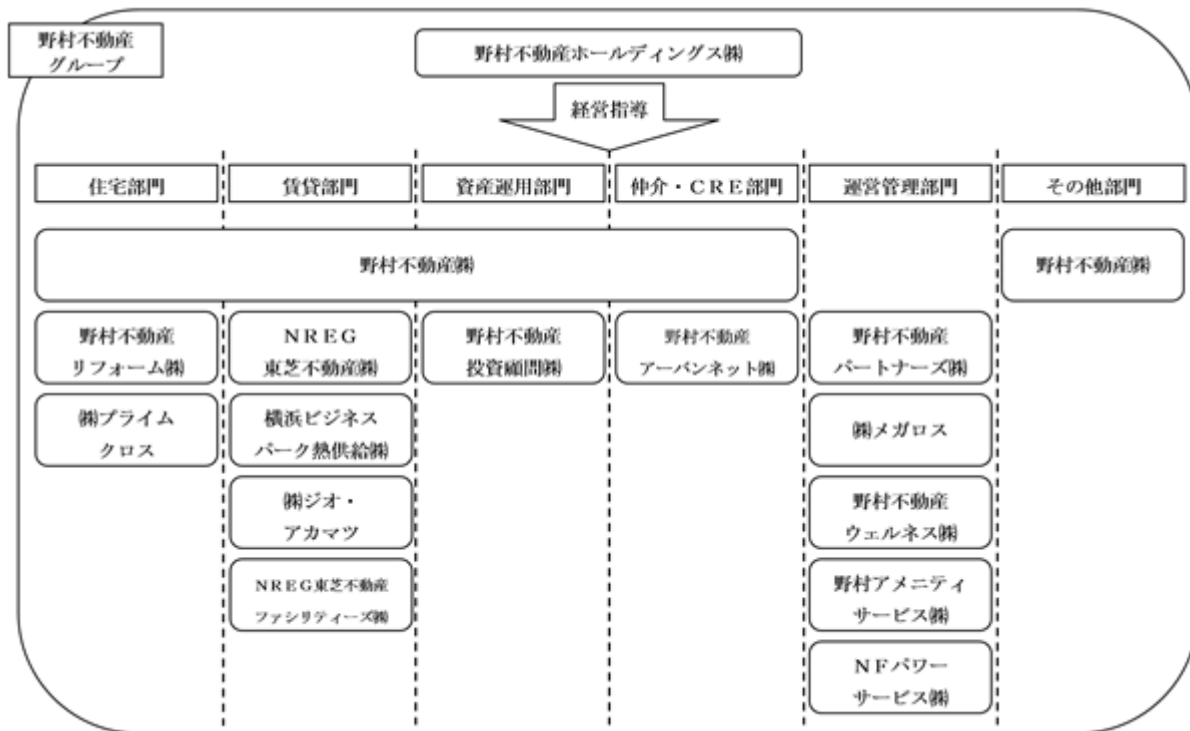 野村不動産
グループ
野村不動産ホールディングス㈱
経営指導
住宅部門
賃貸部門
資産運用部門
仲介・ＣＲＥ部門
運営管理部門
その他部門
野村不動産㈱
野村不動産㈱
野村不動産
リフォーム㈱
ＮＲＥＧ
東芝不動産㈱
野村不動産
投資顧問㈱
野村不動産
アーバンネット㈱
野村不動産
パートナーズ㈱
㈱プライム
クロス
横浜ビジネス
パーク熱供給㈱
㈱メガロス
㈱ジオ・
アカマツ
野村不動産
ウェルネス㈱
ＮＲＥＧ東芝不動産
ファシリティーズ㈱
野村アメニティ
サービス㈱
ＮＦパワー
サービス㈱